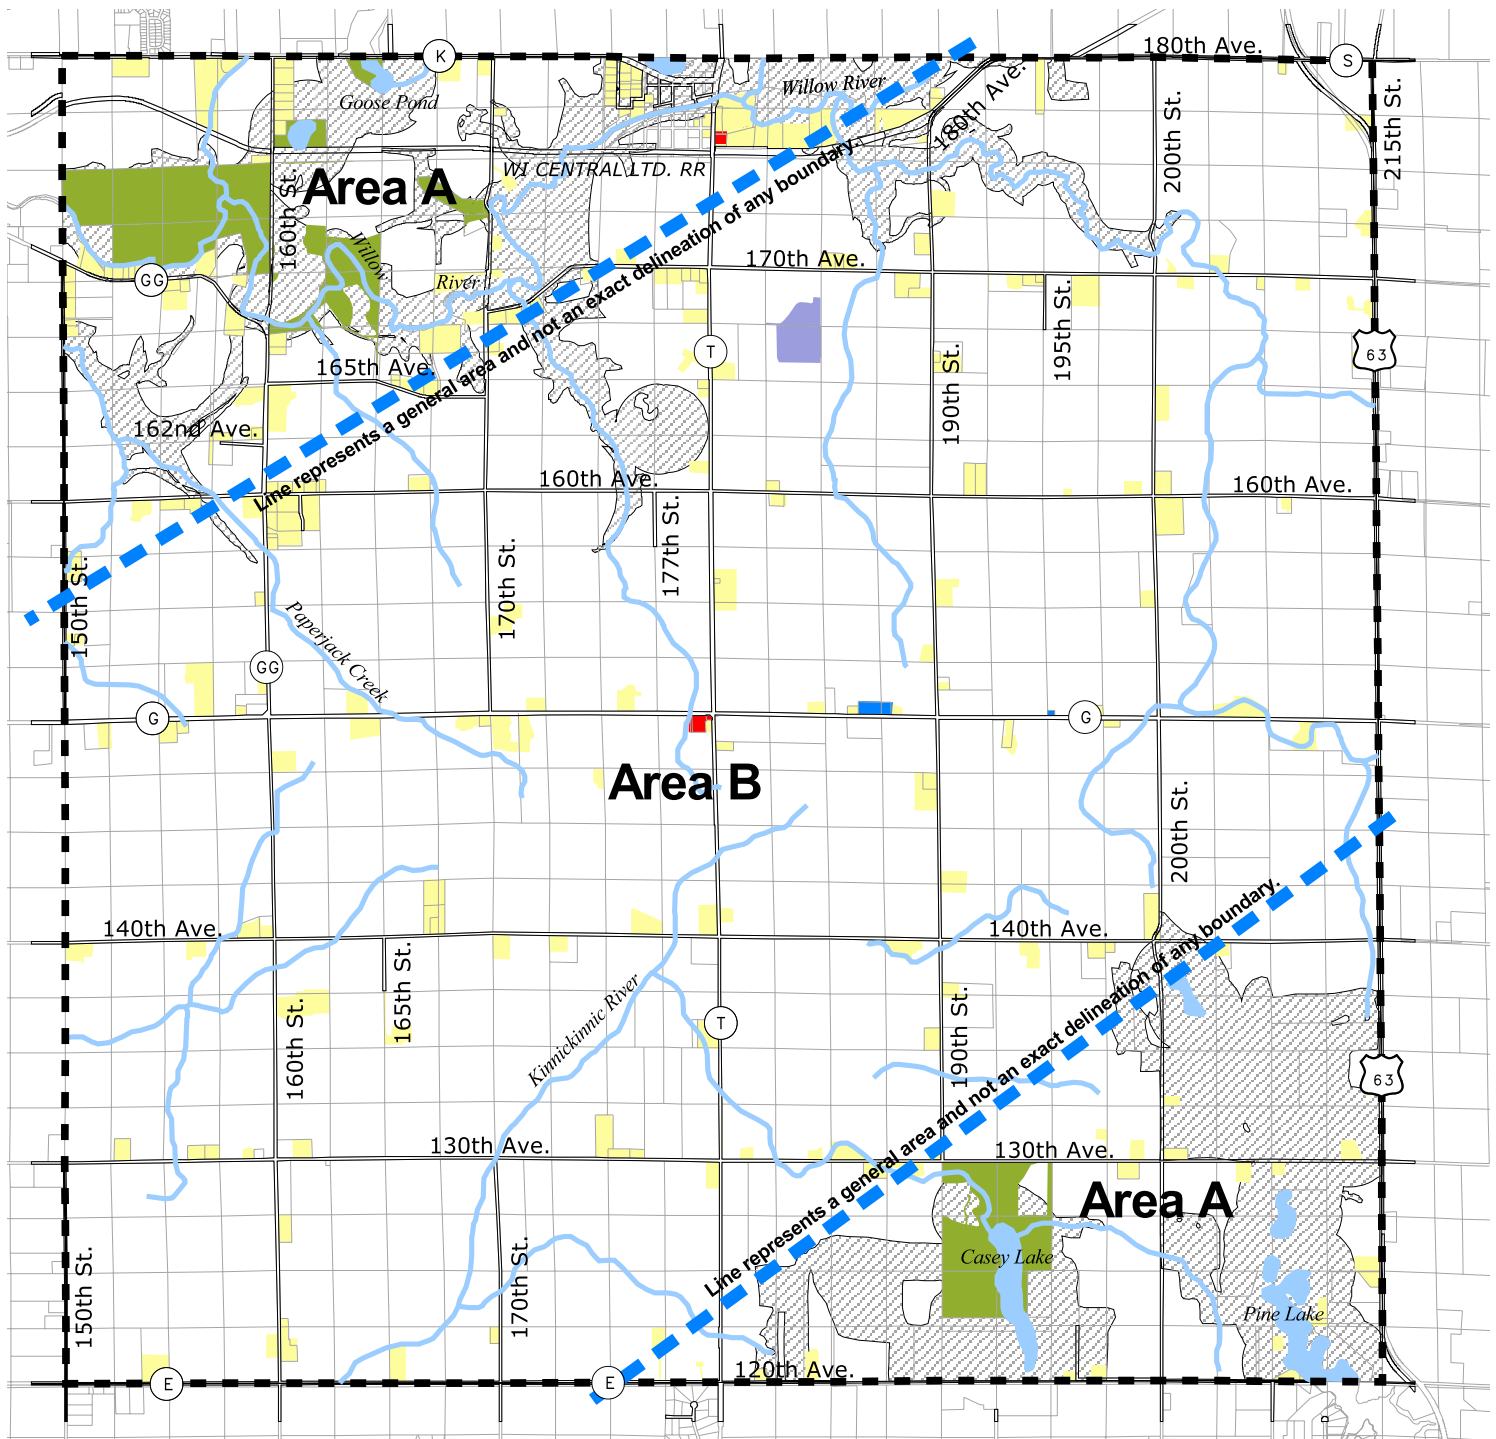 K
180th Ave.
S
Goose Pond
Willow River
180th Ave.
200th St.
215th St.
WI CENTRAL LTD. RR
Area A
160th St.
Willow
River
GG
170th Ave.
195th St.
T
63
165th Ave.
190th St.
162nd Ave.
Line represents a general area and not an exact delineation of any boundary.
160th Ave.
160th Ave.
177th St.
170th St.
150th St.
Paperjack Creek
GG
G
G
Area B
200th St.
140th Ave.
140th Ave.
165th St.
160th St.
Kinnickinnic River
T
190th St.
63
Line represents a general area and not an exact delineation of any boundary.
130th Ave.
130th Ave.
Area A
Casey Lake
Pine Lake
150th St.
170th St.
120th Ave.
E
E